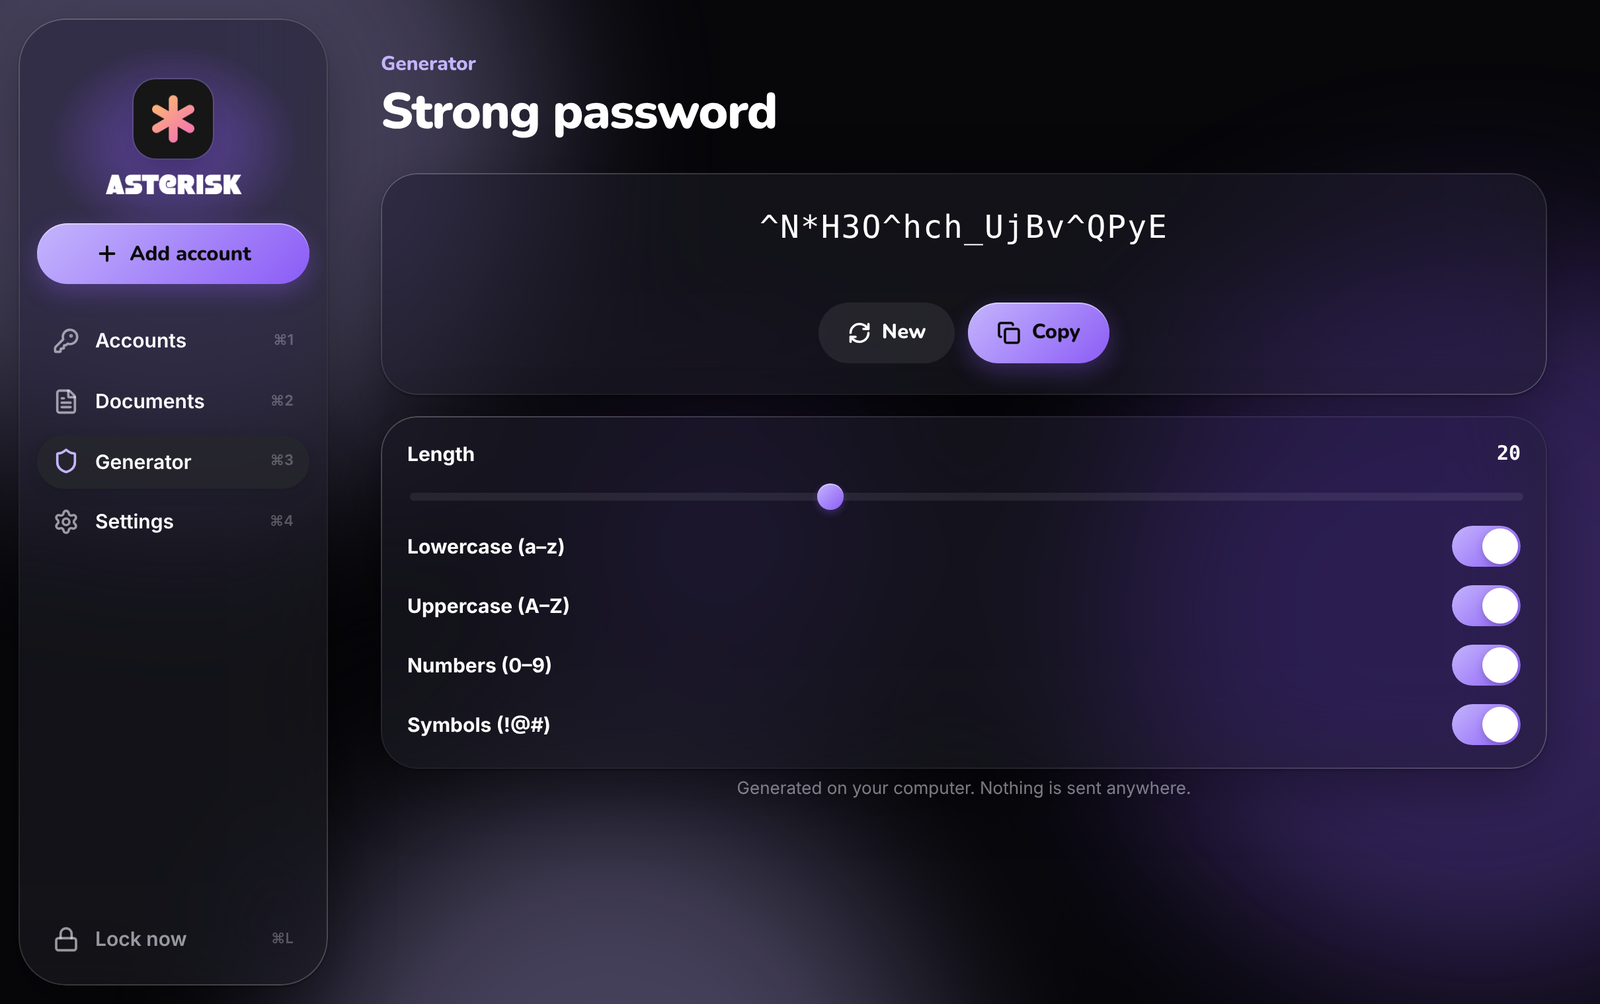 ASTERISK
Add account
Accounts ⌘1
Documents ⌘2
Generator ⌘3
Settings ⌘4
Lock now ⌘L
Generator
Strong password
^N*H3O^hch_UjBv^QPyE
New
Copy
Length 20
Lowercase (a–z)
Uppercase (A–Z)
Numbers (0–9)
Symbols (!@#)
Generated on your computer. Nothing is sent anywhere.